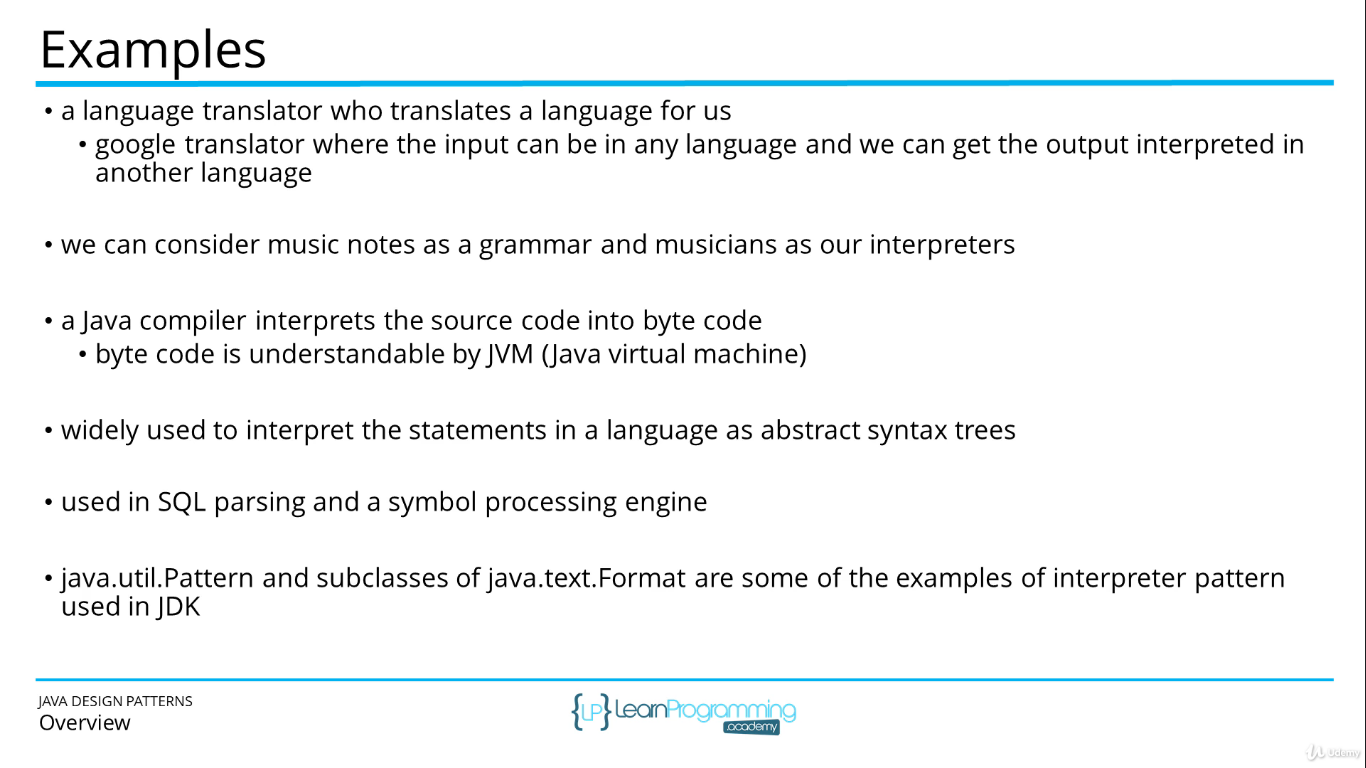 Examples
• a language translator who translates a language for us
• google translator where the input can be in any language and we can get the output interpreted in
another language
• we can consider music notes as a grammar and musicians as our interpreters
• a Java compiler interprets the source code into byte code
• byte code is understandable by JVM (Java virtual machine)
• widely used to interpret the statements in a language as abstract syntax trees
• used in SQL parsing and a symbol processing engine
• java.util.Pattern and subclasses of java.text.Format are some of the examples of interpreter pattern
used in JDK
JAVA DESIGN PATTERNS
Overview
{LP} LearnProgramming
.academy
Udemy